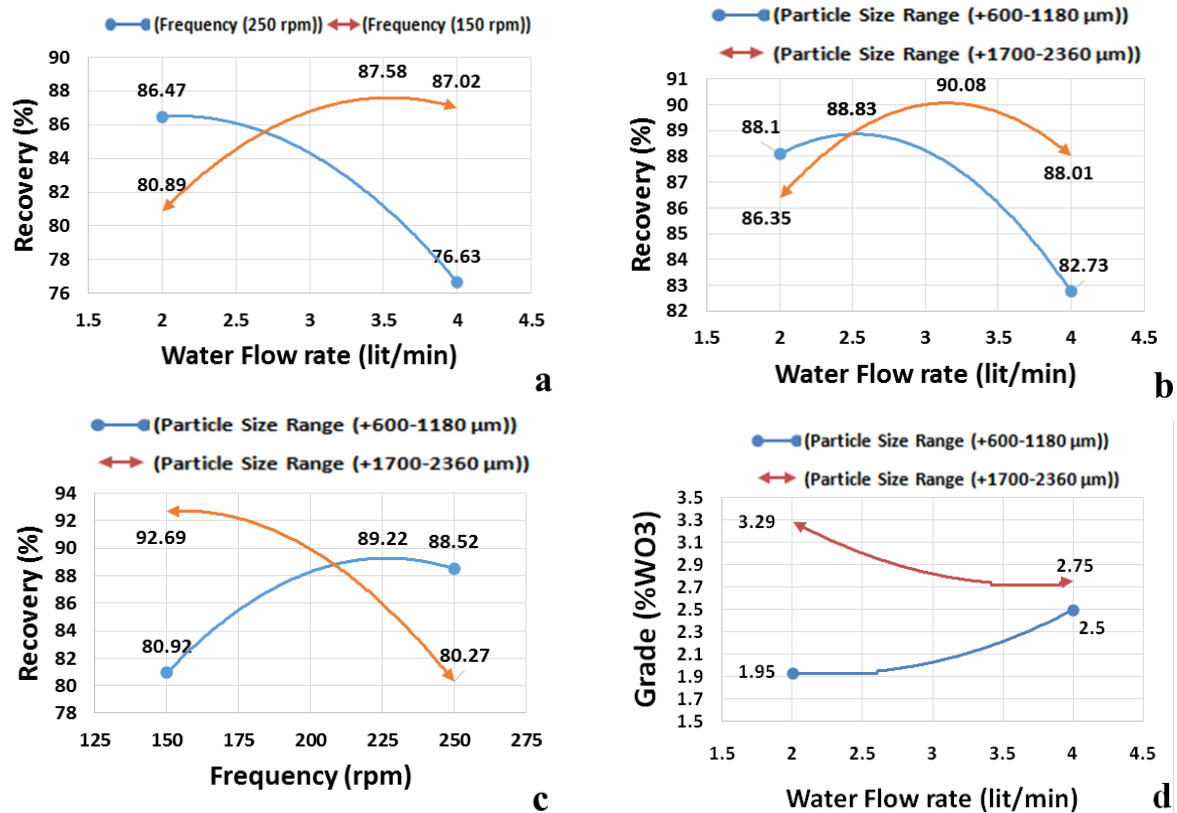 (Frequency (250 rpm)) (Frequency (150 rpm))
90
88
86
84
82
80
78
76
86.47
87.58
87.02
80.89
76.63
Recovery (%)
1.5 2 2.5 3 3.5 4 4.5
Water Flow rate (lit/min)
a
(Particle Size Range (+600-1180 µm))
(Particle Size Range (+1700-2360 µm))
91
90
89
88
87
86
85
84
83
82
88.1
88.83
90.08
88.01
86.35
82.73
Recovery (%)
1.5 2 2.5 3 3.5 4 4.5
Water Flow rate (lit/min)
b
(Particle Size Range (+600-1180 µm))
(Particle Size Range (+1700-2360 µm))
94
92
90
88
86
84
82
80
78
92.69
89.22
88.52
80.92
80.27
Recovery (%)
125 150 175 200 225 250 275
Frequency (rpm)
c
(Particle Size Range (+600-1180 µm))
(Particle Size Range (+1700-2360 µm))
3.5
3.3
3.1
2.9
2.7
2.5
2.3
2.1
1.9
1.7
1.5
3.29
2.75
2.5
1.95
Grade (%WO3)
1.5 2 2.5 3 3.5 4 4.5
Water Flow rate (lit/min)
d